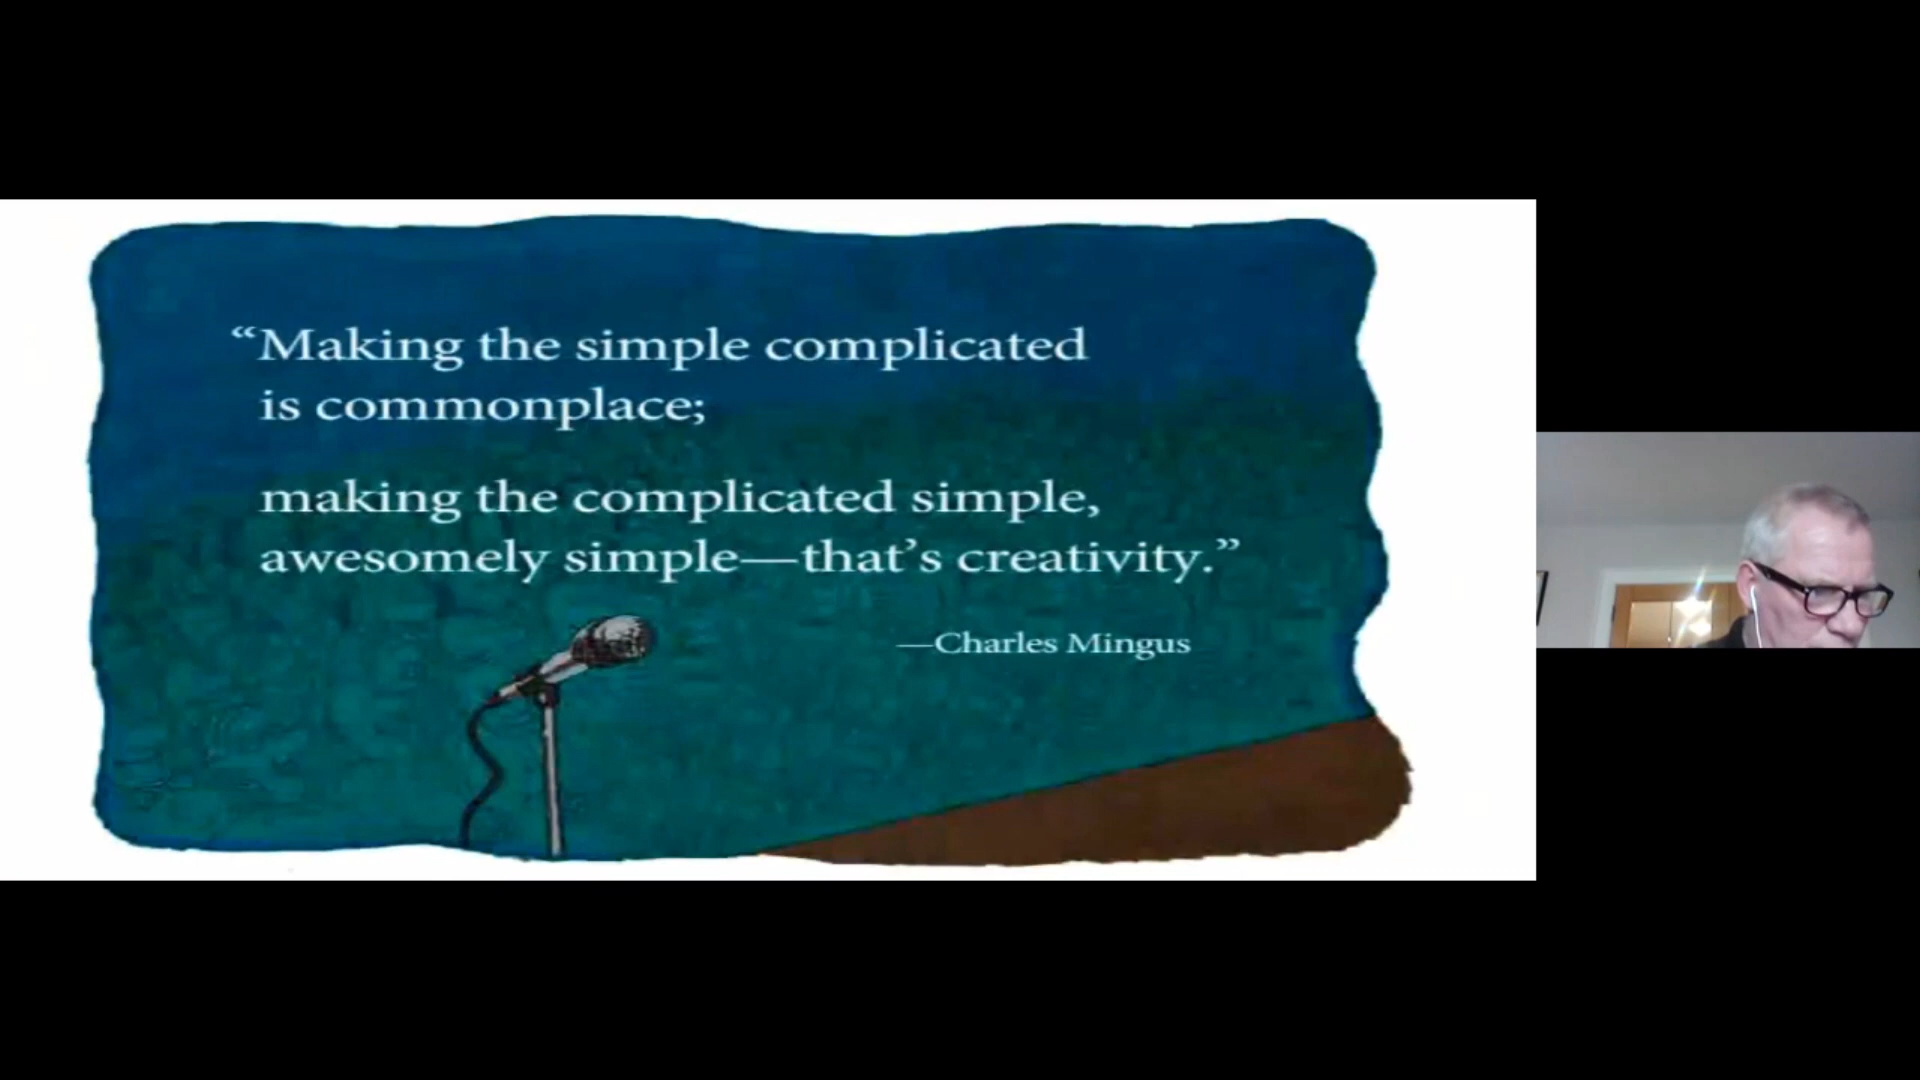 “Making the simple complicated
is commonplace;
making the complicated simple,
awesomely simple—that’s creativity.”
—Charles Mingus